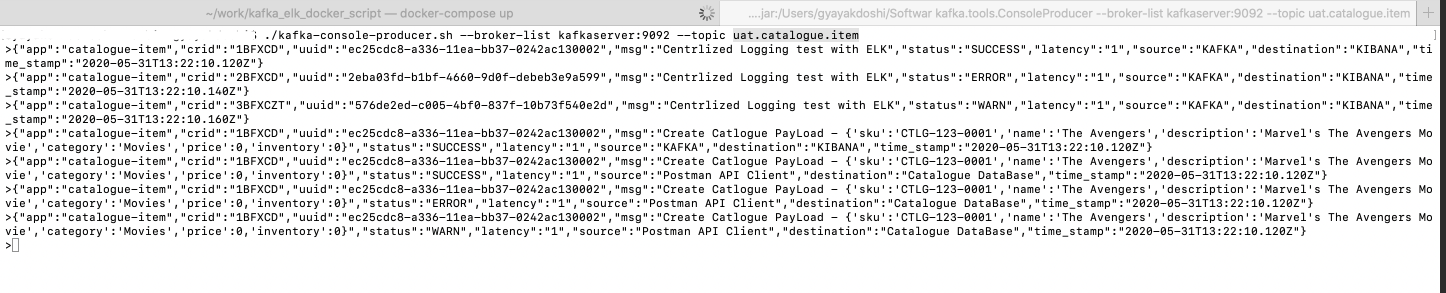 ~/work/kafka_elk_docker_script — docker-compose up
....jar:/Users/gyayakdoshi/Softwar kafka.tools.ConsoleProducer --broker-list kafkaserver:9092 --topic uat.catalogue.item
$ ./kafka-console-producer.sh --broker-list kafkaserver:9092 --topic uat.catalogue.item
>{"app":"catalogue-item","crid":"1BFXCD","uuid":"ec25cdc8-a336-11ea-bb37-0242ac130002","msg":"Centrlized Logging test with ELK","status":"SUCCESS","latency":"1","source":"KAFKA","destination":"KIBANA","ti
me_stamp":"2020-05-31T13:22:10.120Z"}
>{"app":"catalogue-item","crid":"2BFXCD","uuid":"2eba03fd-b1bf-4660-9d0f-debeb3e9a599","msg":"Centrlized Logging test with ELK","status":"ERROR","latency":"1","source":"KAFKA","destination":"KIBANA","time
_stamp":"2020-05-31T13:22:10.140Z"}
>{"app":"catalogue-item","crid":"3BFXCZT","uuid":"576de2ed-c005-4bf0-837f-10b73f540e2d","msg":"Centrlized Logging test with ELK","status":"WARN","latency":"1","source":"KAFKA","destination":"KIBANA","time
_stamp":"2020-05-31T13:22:10.160Z"}
>{"app":"catalogue-item","crid":"1BFXCD","uuid":"ec25cdc8-a336-11ea-bb37-0242ac130002","msg":"Create Catlogue PayLoad – {'sku':'CTLG-123-0001','name':'The Avengers','description':'Marvel's The Avengers Mo
vie','category':'Movies','price':0,'inventory':0}","status":"SUCCESS","latency":"1","source":"KAFKA","destination":"KIBANA","time_stamp":"2020-05-31T13:22:10.120Z"}
>{"app":"catalogue-item","crid":"1BFXCD","uuid":"ec25cdc8-a336-11ea-bb37-0242ac130002","msg":"Create Catlogue PayLoad – {'sku':'CTLG-123-0001','name':'The Avengers','description':'Marvel's The Avengers Mo
vie','category':'Movies','price':0,'inventory':0}","status":"SUCCESS","latency":"1","source":"Postman API Client","destination":"Catalogue DataBase","time_stamp":"2020-05-31T13:22:10.120Z"}
>{"app":"catalogue-item","crid":"1BFXCD","uuid":"ec25cdc8-a336-11ea-bb37-0242ac130002","msg":"Create Catlogue PayLoad – {'sku':'CTLG-123-0001','name':'The Avengers','description':'Marvel's The Avengers Mo
vie','category':'Movies','price':0,'inventory':0}","status":"ERROR","latency":"1","source":"Postman API Client","destination":"Catalogue DataBase","time_stamp":"2020-05-31T13:22:10.120Z"}
>{"app":"catalogue-item","crid":"1BFXCD","uuid":"ec25cdc8-a336-11ea-bb37-0242ac130002","msg":"Create Catlogue PayLoad – {'sku':'CTLG-123-0001','name':'The Avengers','description':'Marvel's The Avengers Mo
vie','category':'Movies','price':0,'inventory':0}","status":"WARN","latency":"1","source":"Postman API Client","destination":"Catalogue DataBase","time_stamp":"2020-05-31T13:22:10.120Z"}
>